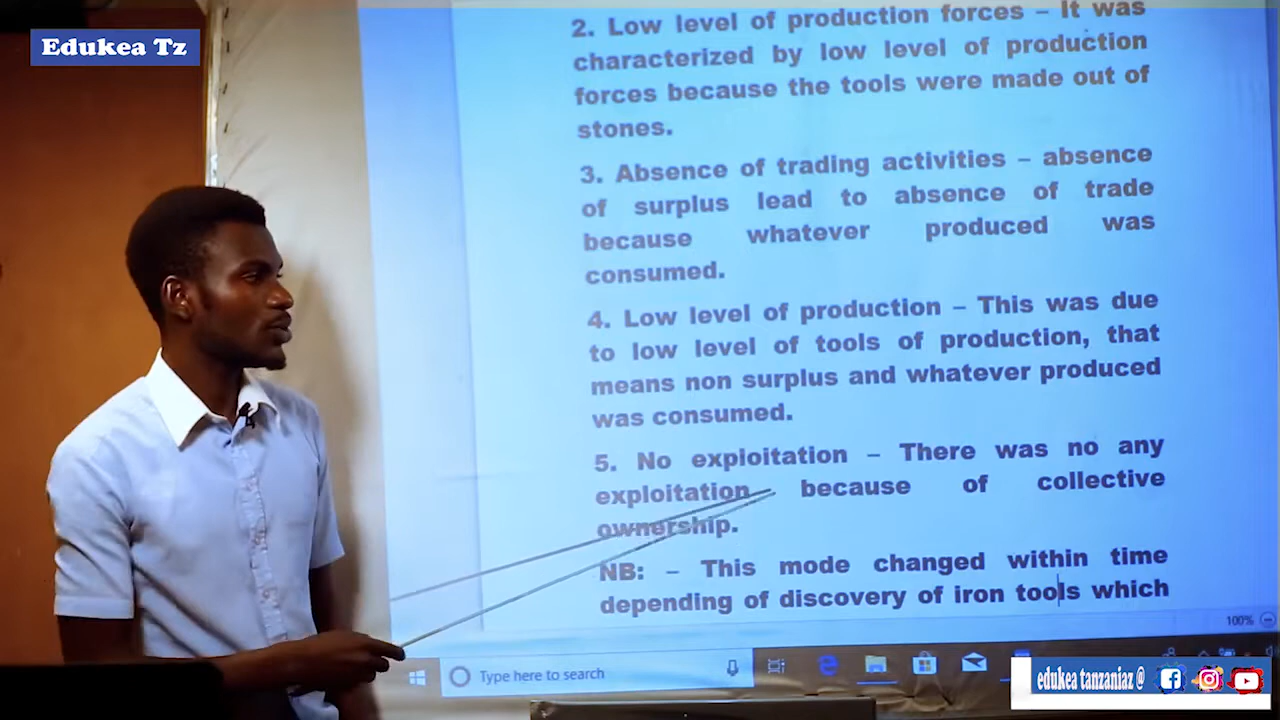 Edukea Tz
2. Low level of production forces – It was
characterized by low level of production
forces because the tools were made out of
stones.
3. Absence of trading activities – absence
of surplus lead to absence of trade
because whatever produced was
consumed.
4. Low level of production – This was due
to low level of tools of production, that
means non surplus and whatever produced
was consumed.
5. No exploitation – There was no any
exploitation because of collective
ownership.
NB: – This mode changed within time
depending of discovery of iron tools which
100%
Type here to search
edukea tanzaniaz @